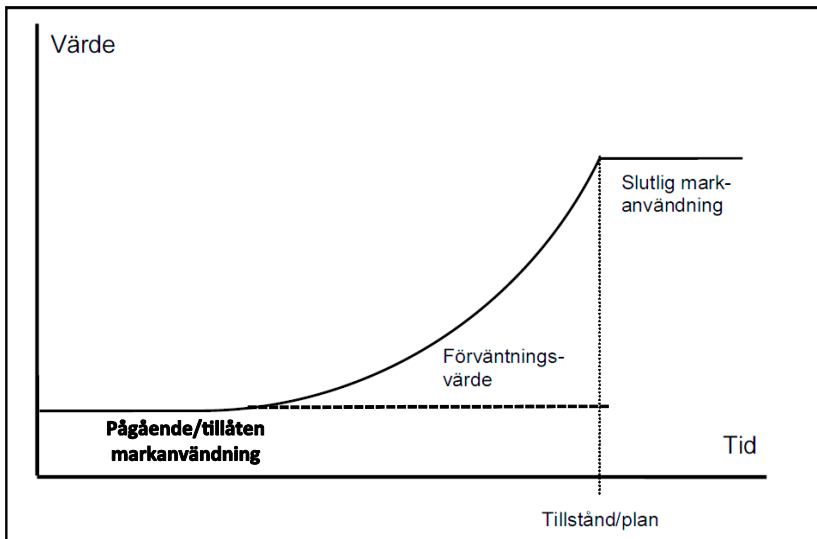 Värde
Slutlig mark-
användning
Förväntnings-
värde
Pågående/tillåten
markanvändning
Tid
Tillstånd/plan